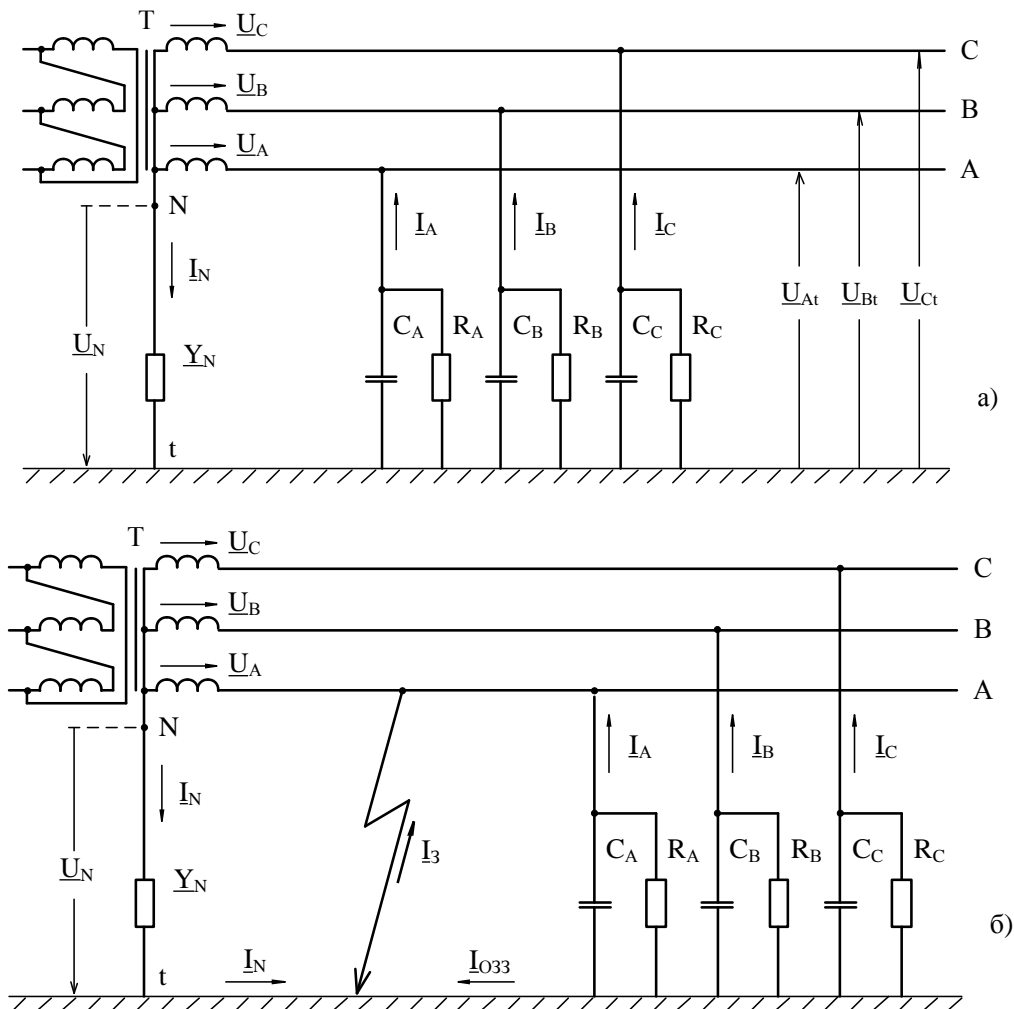 T U_C
C
U_B
B
U_A
A
N
I_N I_A I_B I_C
U_At U_Bt U_Ct
C_A R_A C_B R_B C_C R_C
U_N Y_N
а)
t
T U_C
C
U_B
B
U_A
A
N
I_A I_B I_C
I_N
C_A R_A C_B R_B C_C R_C
I_З
U_N Y_N
б)
t I_N I_ОЗЗ